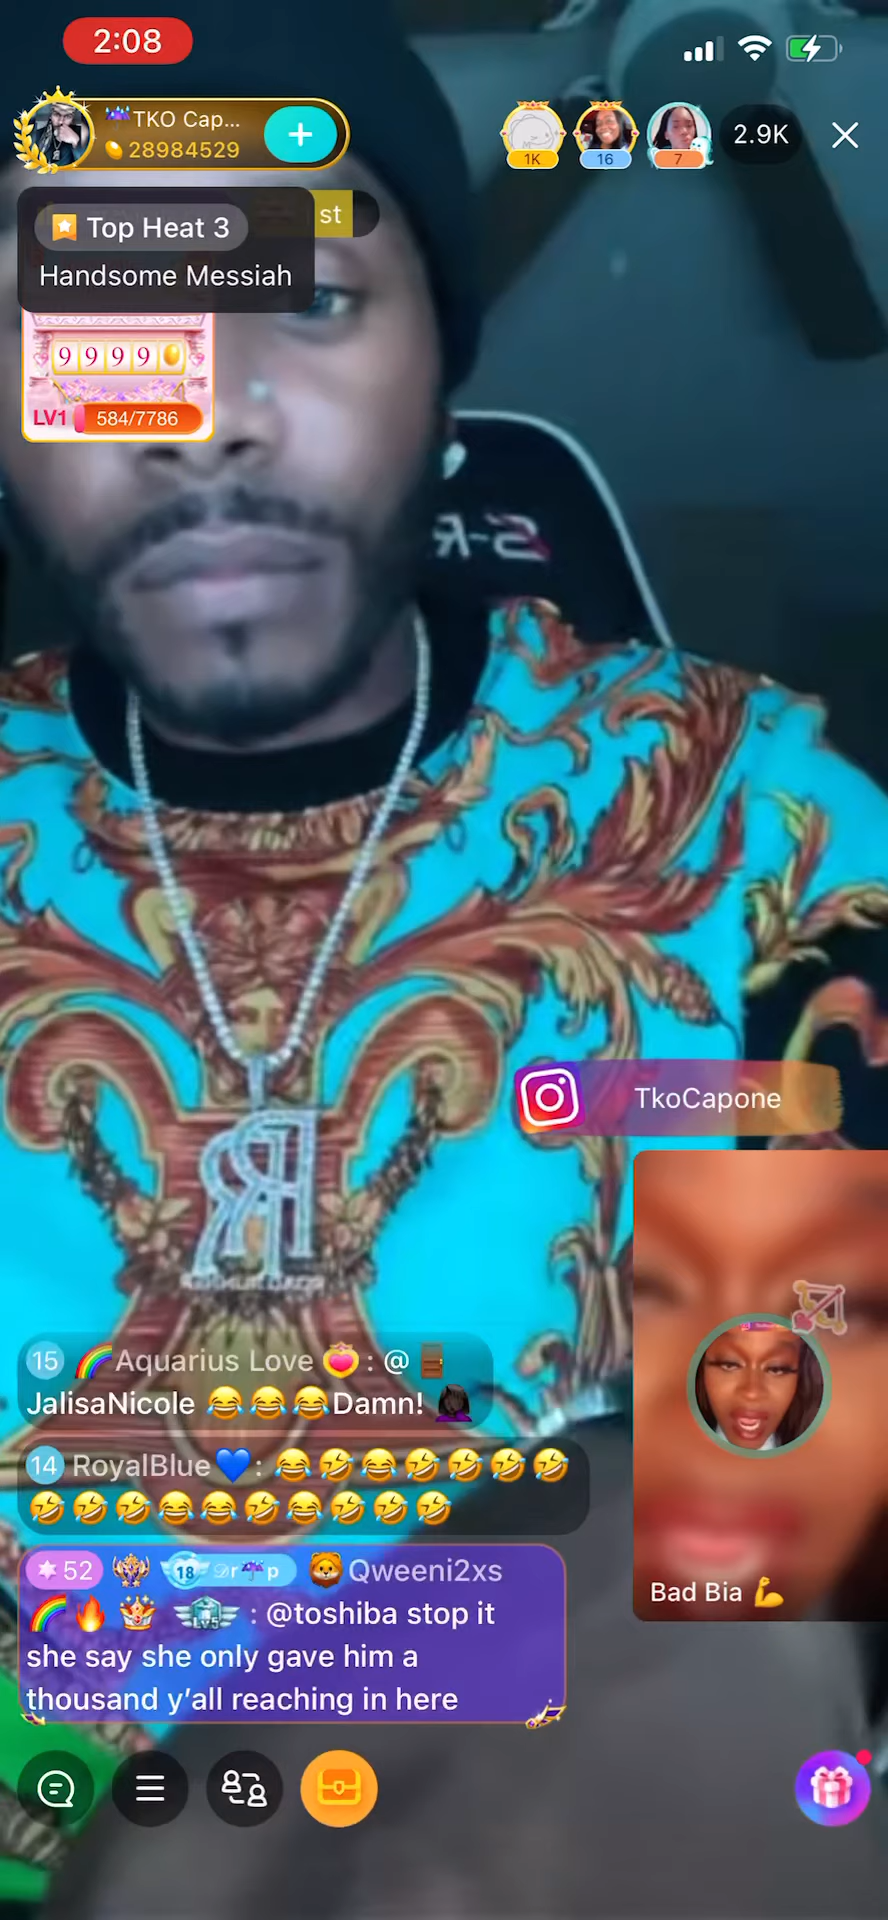 2:08
☔TKO Cap...
28984529
1K
16
7
2.9K
st
Top Heat 3
Handsome Messiah
9 9 9 9
LV1 584/7786
TkoCapone
15 🌈Aquarius Love 💝 : @🚪
JalisaNicole 😂😂😂Damn! 🙇🏿‍♀️
14 RoyalBlue💙: 😂🤣😂🤣🤣🤣🤣
🤣🤣🤣😂😂🤣😂🤣🤣🤣
52 18 Dr☔p 🦁Qweeni2xs
🌈🔥 👑 Lv5 : @toshiba stop it
she say she only gave him a
thousand y'all reaching in here
Bad Bia 💪